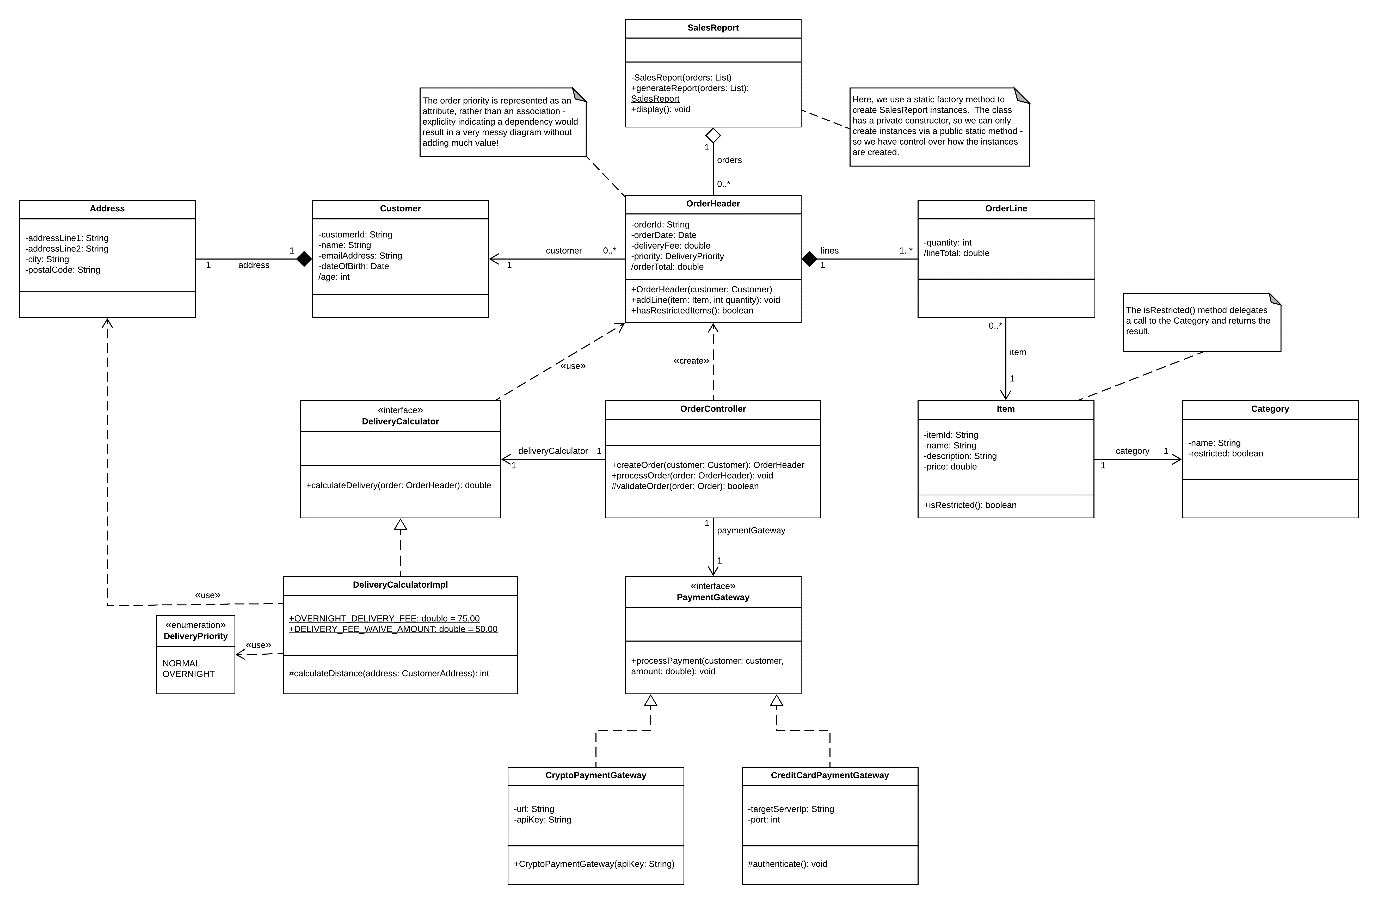 SalesReport
-SalesReport(orders: List)
+generateReport(orders: List):
SalesReport
+display(): void
The order priority is represented as an
attribute, rather than an association -
explicitly indicating a dependency would
result in a very messy diagram without
adding much value!
Here, we use a static factory method to
create SalesReport instances. The class
has a private constructor, so we can only
create instances via a public static method -
so we have control over how the instances
are created.
1
orders
0..*
Address
-addressLine1: String
-addressLine2: String
-city: String
-postalCode: String
1
address
1
Customer
-customerId: String
-name: String
-emailAddress: String
-dateOfBirth: Date
/age: int
customer
0..*
1
OrderHeader
-orderId: String
-orderDate: Date
-deliveryFee: double
-priority: DeliveryPriority
/orderTotal: double
+OrderHeader(customer: Customer)
+addLine(item: Item, int quantity): void
+hasRestrictedItems(): boolean
lines
1
1..*
OrderLine
-quantity: int
/lineTotal: double
0..*
item
1
The isRestricted() method delegates
a call to the Category and returns the
result.
«use»
«create»
«interface»
DeliveryCalculator
+calculateDelivery(order: OrderHeader): double
deliveryCalculator
1
1
OrderController
+createOrder(customer: Customer): OrderHeader
+processOrder(order: OrderHeader): void
#validateOrder(order: Order): boolean
Item
-itemId: String
-name: String
-description: String
-price: double
+isRestricted(): boolean
category
1
1
Category
-name: String
-restricted: boolean
1
paymentGateway
1
«use»
DeliveryCalculatorImpl
+OVERNIGHT_DELIVERY_FEE: double = 75.00
+DELIVERY_FEE_WAIVE_AMOUNT: double = 50.00
#calculateDistance(address: CustomerAddress): int
«enumeration»
DeliveryPriority
NORMAL
OVERNIGHT
«use»
«interface»
PaymentGateway
+processPayment(customer: customer,
amount: double): void
CryptoPaymentGateway
-url: String
-apiKey: String
+CryptoPaymentGateway(apiKey: String)
CreditCardPaymentGateway
-targetServerIp: String
-port: int
#authenticate(): void